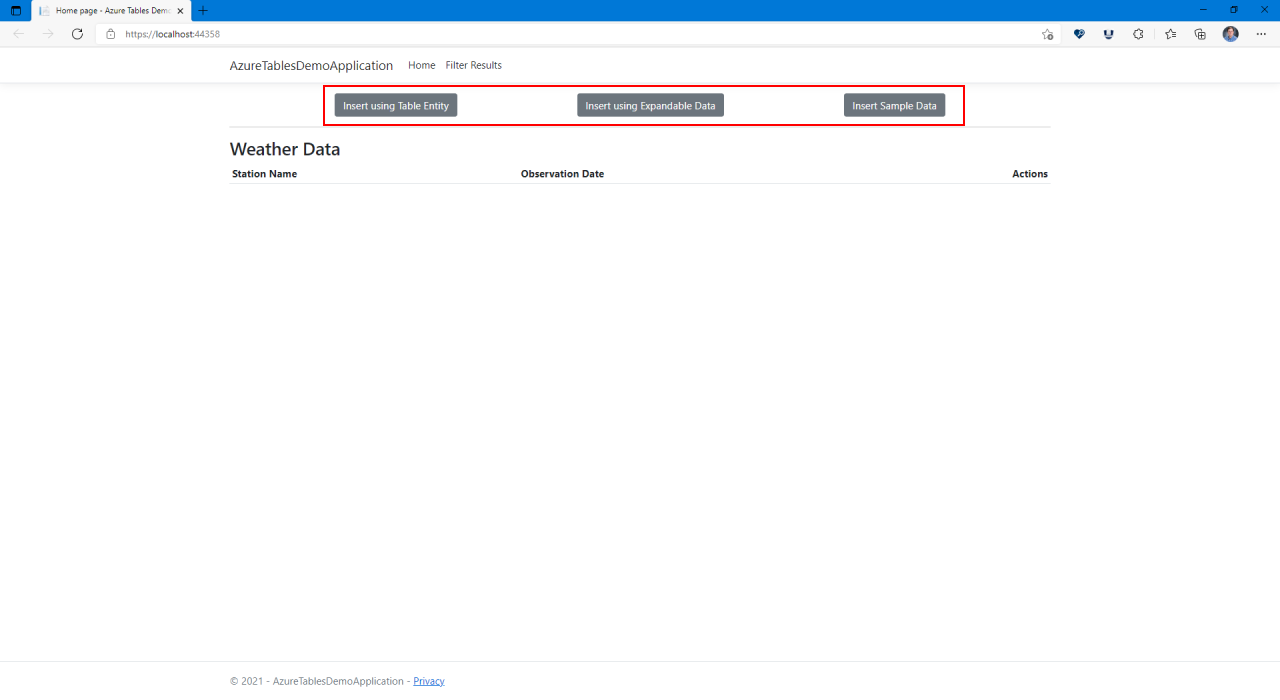 Home page - Azure Tables Dem
https://localhost:44358
AzureTablesDemoApplication Home Filter Results
Insert using Table Entity Insert using Expandable Data Insert Sample Data
Weather Data
Station Name Observation Date Actions
© 2021 - AzureTablesDemoApplication - Privacy